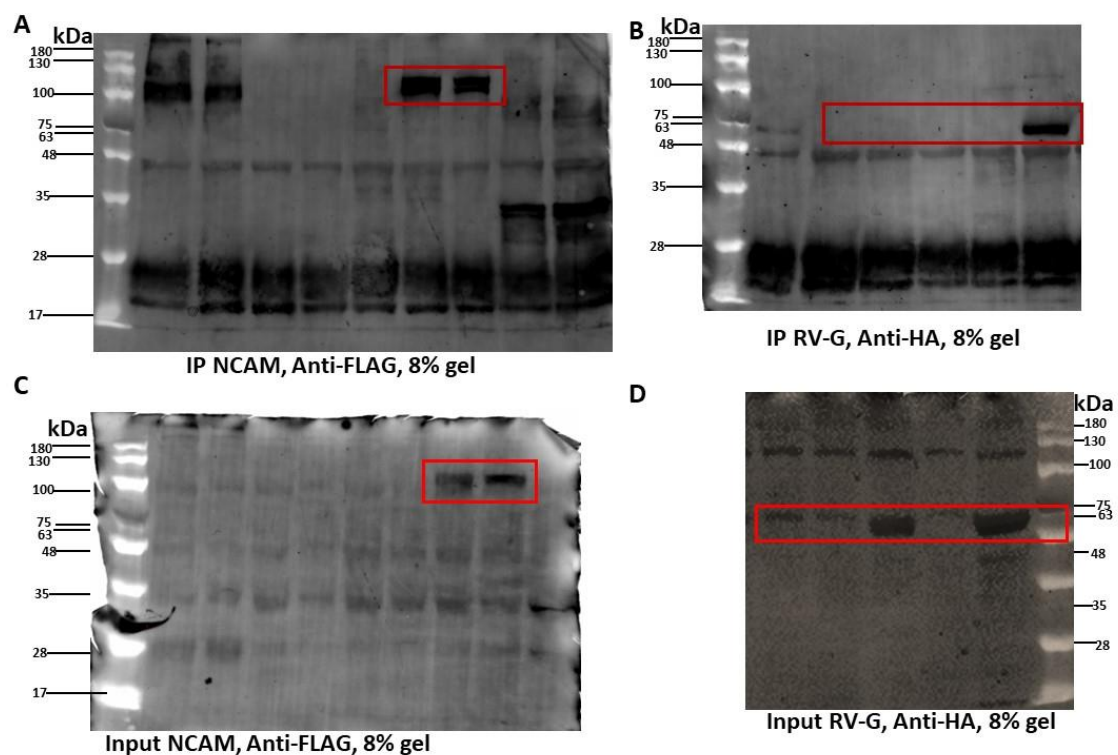 A
kDa
180
130
100
75
63
48
35
28
17
IP NCAM, Anti-FLAG, 8% gel
B
kDa
180
130
100
75
63
48
35
28
IP RV-G, Anti-HA, 8% gel
C
kDa
180
130
100
75
63
48
35
28
17
Input NCAM, Anti-FLAG, 8% gel
D
kDa
180
130
100
75
63
48
35
28
Input RV-G, Anti-HA, 8% gel